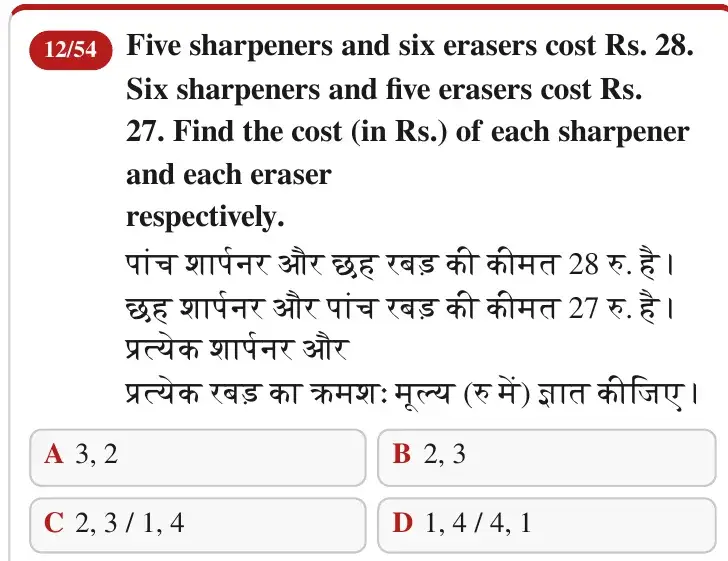 12/54 Five sharpeners and six erasers cost Rs. 28.
Six sharpeners and five erasers cost Rs.
27. Find the cost (in Rs.) of each sharpener
and each eraser
respectively.
पांच शार्पनर और छह रबड़ की कीमत 28 रु. है।
छह शार्पनर और पांच रबड़ की कीमत 27 रु. है।
प्रत्येक शार्पनर और
प्रत्येक रबड़ का क्रमश: मूल्य (रु में) ज्ञात कीजिए।
A 3, 2
B 2, 3
C 2, 3 / 1, 4
D 1, 4 / 4, 1